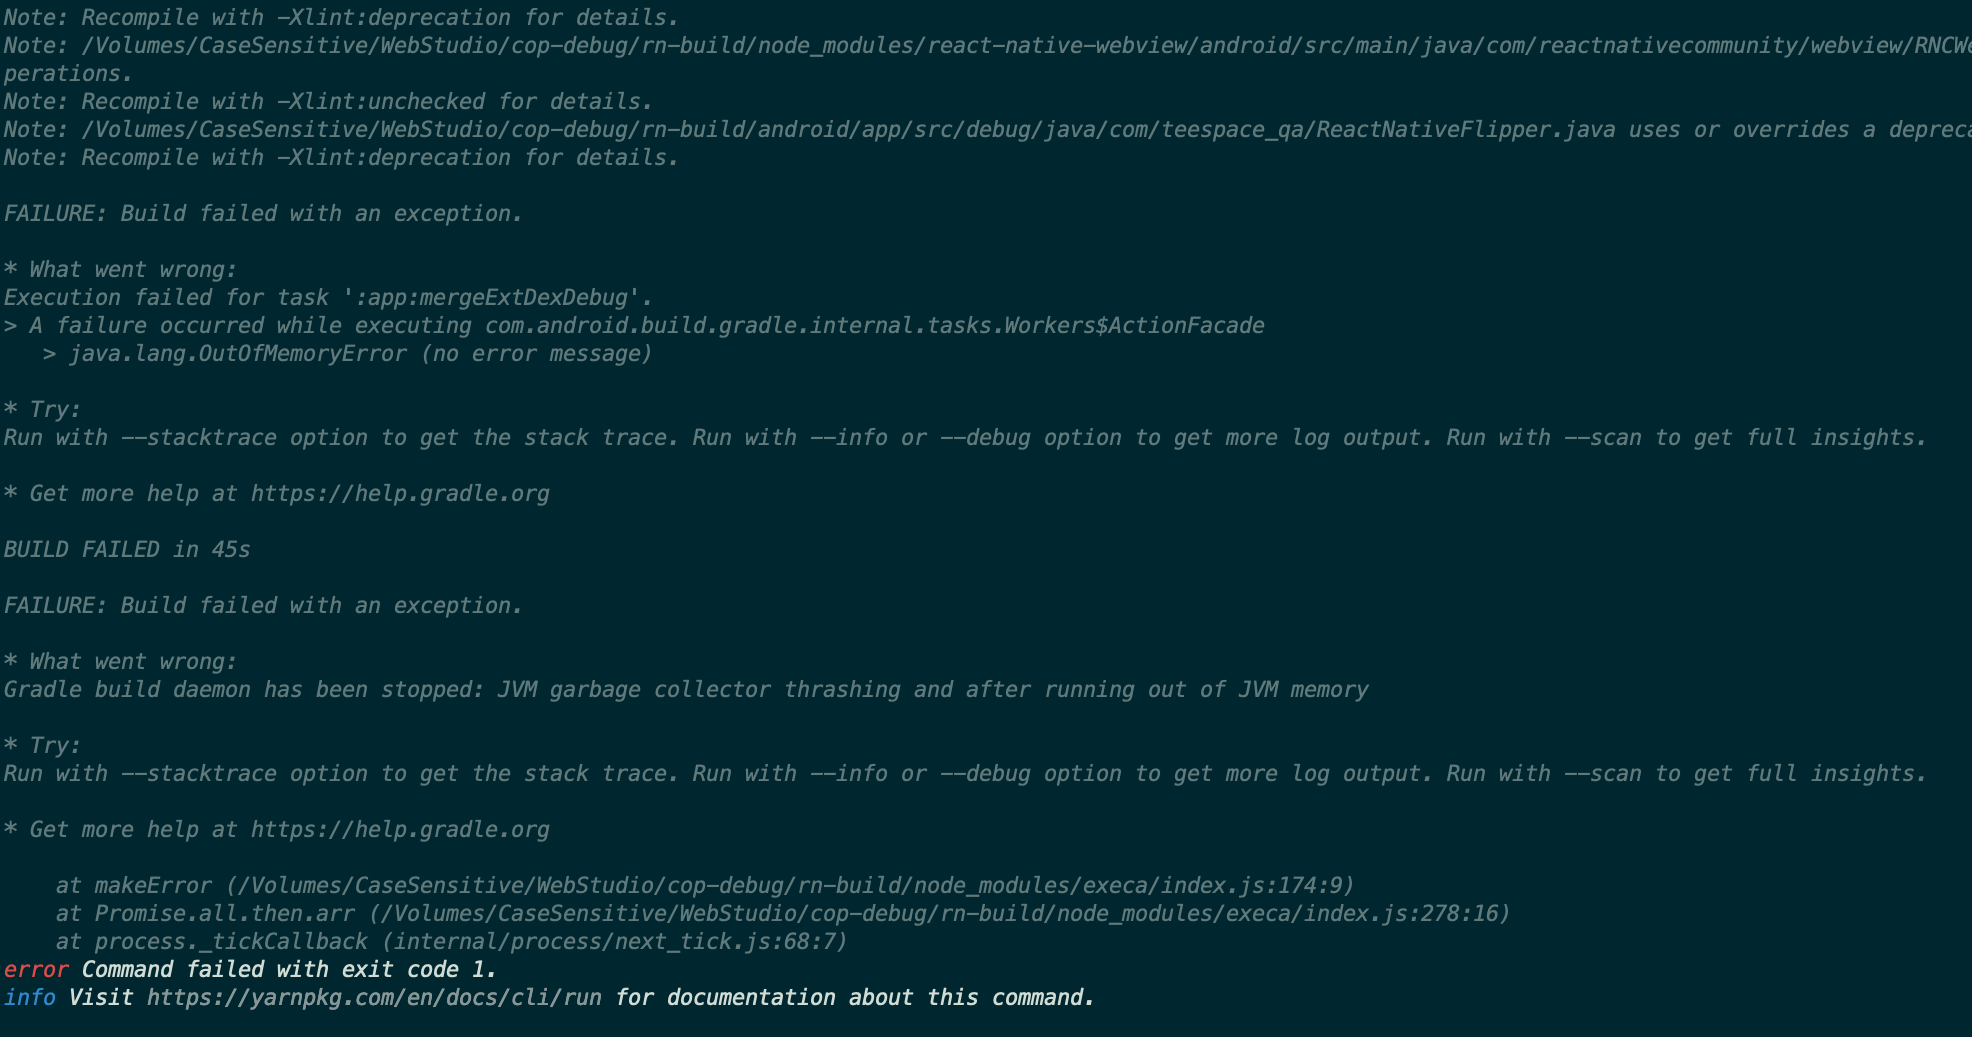 Note: Recompile with -Xlint:deprecation for details.
Note: /Volumes/CaseSensitive/WebStudio/cop-debug/rn-build/node_modules/react-native-webview/android/src/main/java/com/reactnativecommunity/webview/RNCWe
perations.
Note: Recompile with -Xlint:unchecked for details.
Note: /Volumes/CaseSensitive/WebStudio/cop-debug/rn-build/android/app/src/debug/java/com/teespace_qa/ReactNativeFlipper.java uses or overrides a depreca
Note: Recompile with -Xlint:deprecation for details.
FAILURE: Build failed with an exception.
* What went wrong:
Execution failed for task ':app:mergeExtDexDebug'.
> A failure occurred while executing com.android.build.gradle.internal.tasks.Workers$ActionFacade
   > java.lang.OutOfMemoryError (no error message)
* Try:
Run with --stacktrace option to get the stack trace. Run with --info or --debug option to get more log output. Run with --scan to get full insights.
* Get more help at https://help.gradle.org
BUILD FAILED in 45s
FAILURE: Build failed with an exception.
* What went wrong:
Gradle build daemon has been stopped: JVM garbage collector thrashing and after running out of JVM memory
* Try:
Run with --stacktrace option to get the stack trace. Run with --info or --debug option to get more log output. Run with --scan to get full insights.
* Get more help at https://help.gradle.org
    at makeError (/Volumes/CaseSensitive/WebStudio/cop-debug/rn-build/node_modules/execa/index.js:174:9)
    at Promise.all.then.arr (/Volumes/CaseSensitive/WebStudio/cop-debug/rn-build/node_modules/execa/index.js:278:16)
    at process._tickCallback (internal/process/next_tick.js:68:7)
error Command failed with exit code 1.
info Visit https://yarnpkg.com/en/docs/cli/run for documentation about this command.